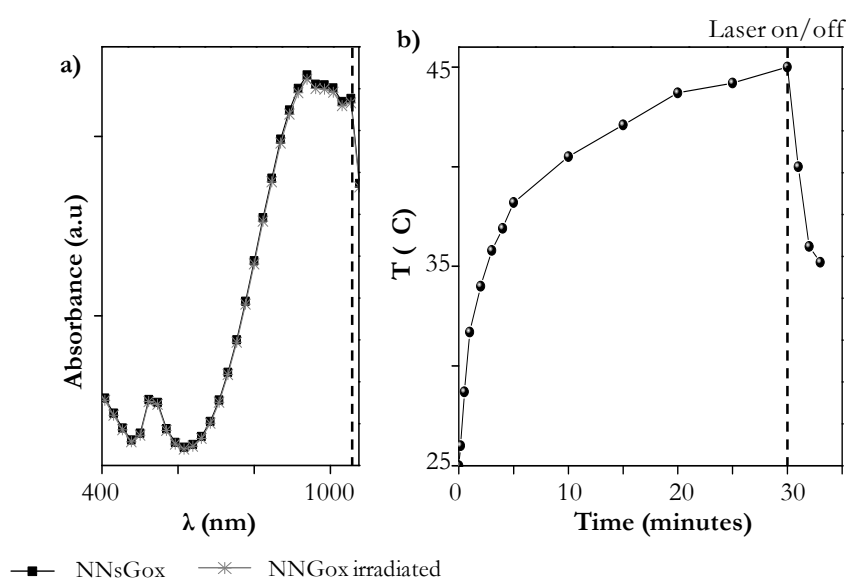 Laser on/off
a)
b)
Absorbance (a.u)
400
1000
λ (nm)
T ( C)
45
35
25
0
10
20
30
Time (minutes)
NNsGox
NNGox irradiated